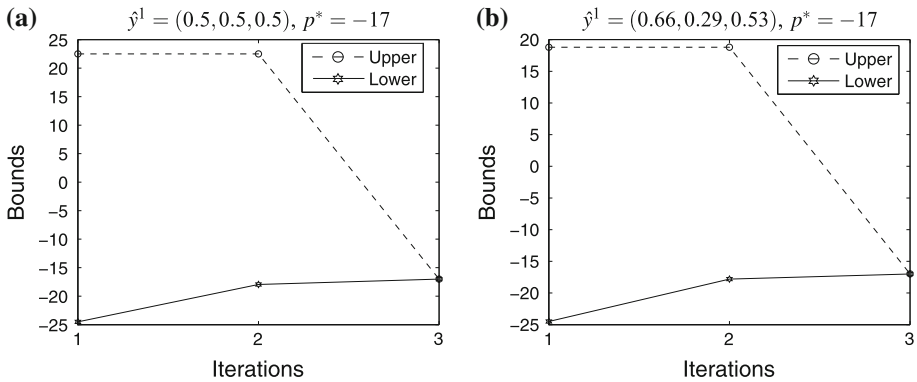 (a) ŷ¹ = (0.5, 0.5, 0.5), p* = −17
25
20
15
10
5
0
−5
−10
−15
−20
−25
Bounds
1
2
3
Iterations
Upper
Lower
(b) ŷ¹ = (0.66, 0.29, 0.53), p* = −17
20
15
10
5
0
−5
−10
−15
−20
−25
Bounds
1
2
3
Iterations
Upper
Lower